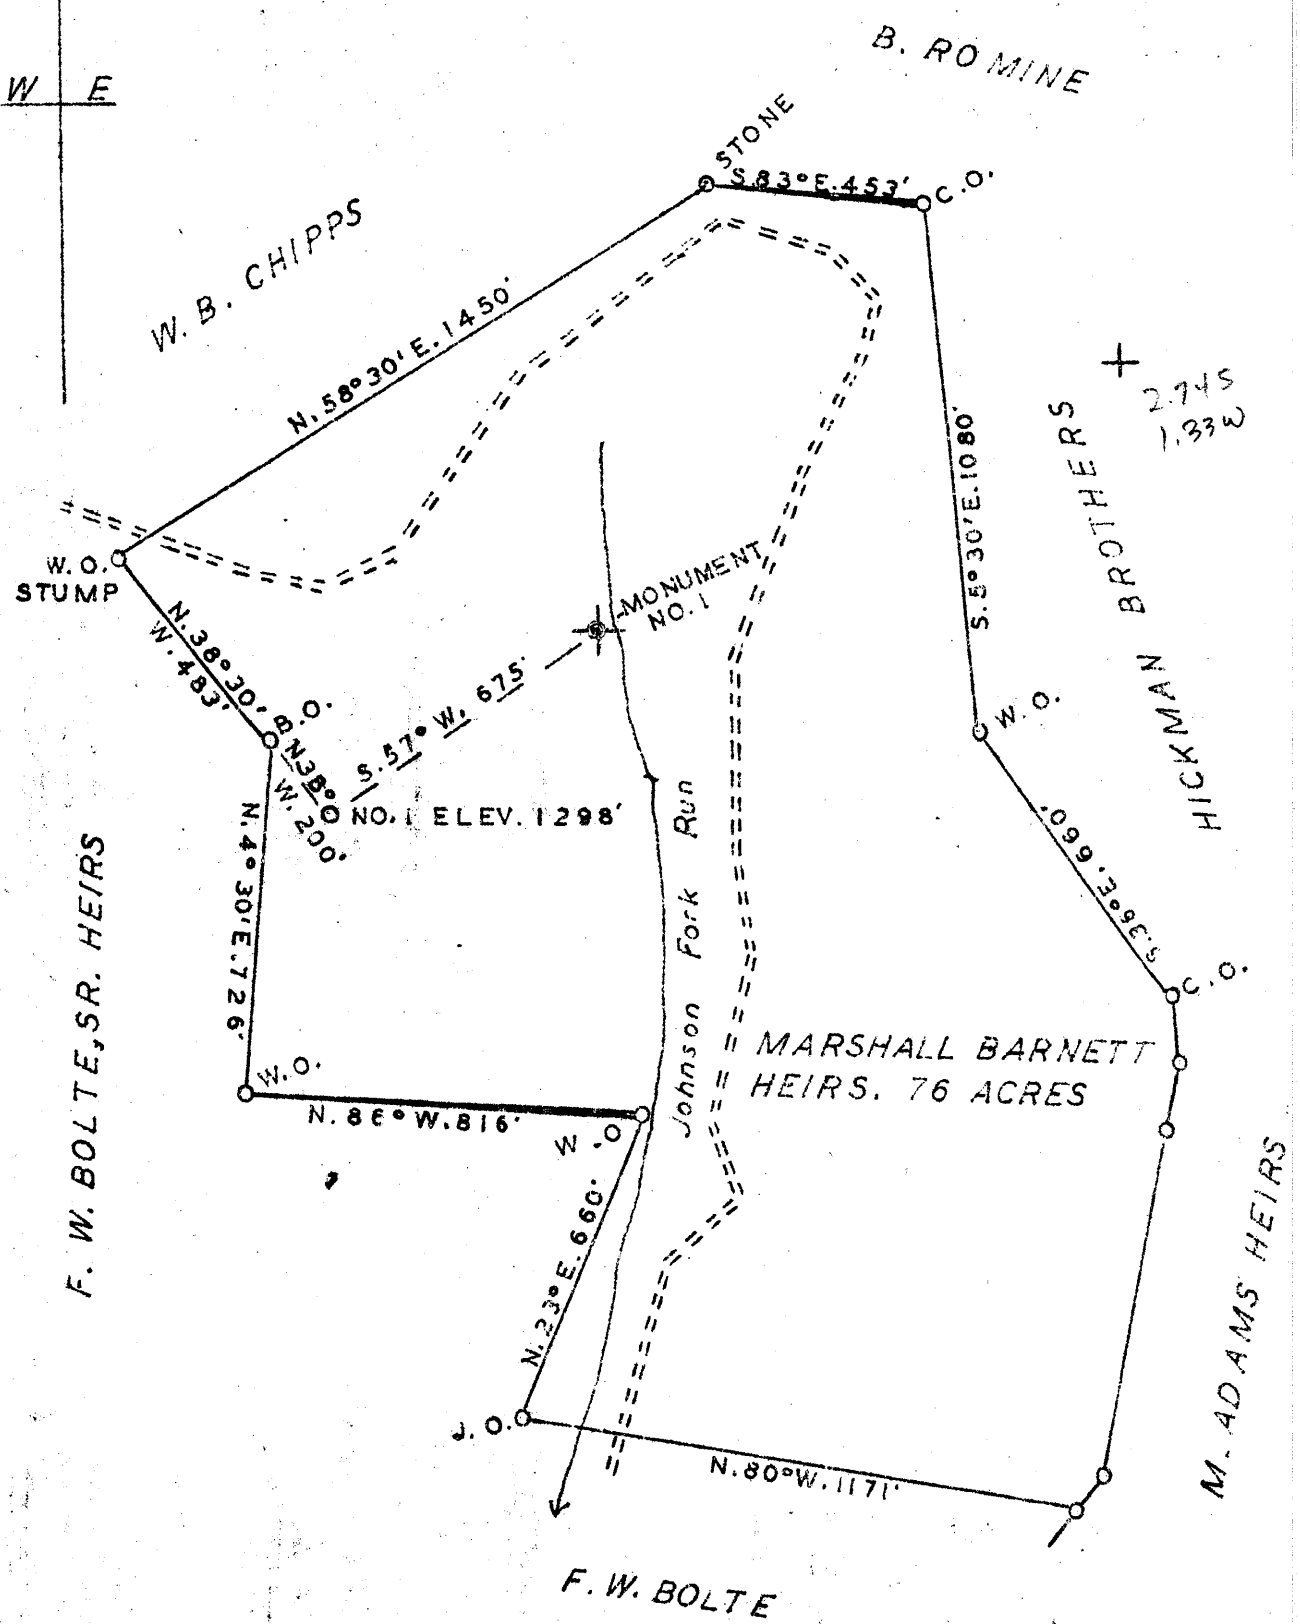 B. ROMINE
W E
STONE
S.83°E.453'
C.O.
W. B. CHIPPS
N.58°30'E.1450'
2.74S
1.33W
HICKMAN BROTHERS
S.5°30'E.1080'
W.O.
STUMP
MONUMENT
NO.1
N.38°30'
W.483'
B.O.
S.57° W. 675'
W.O.
N38°
W.200'
NO.1 ELEV.1298'
S.36°E.660'
N.4°30'E.726'
F. W. BOLTE, SR. HEIRS
Johnson Fork Run
C.O.
MARSHALL BARNETT
HEIRS. 76 ACRES
W.O.
N.86°W.816'
W.O
N.23°E.660'
M. ADAMS HEIRS
J.O.
N.80°W.1171'
F.W.BOLTE